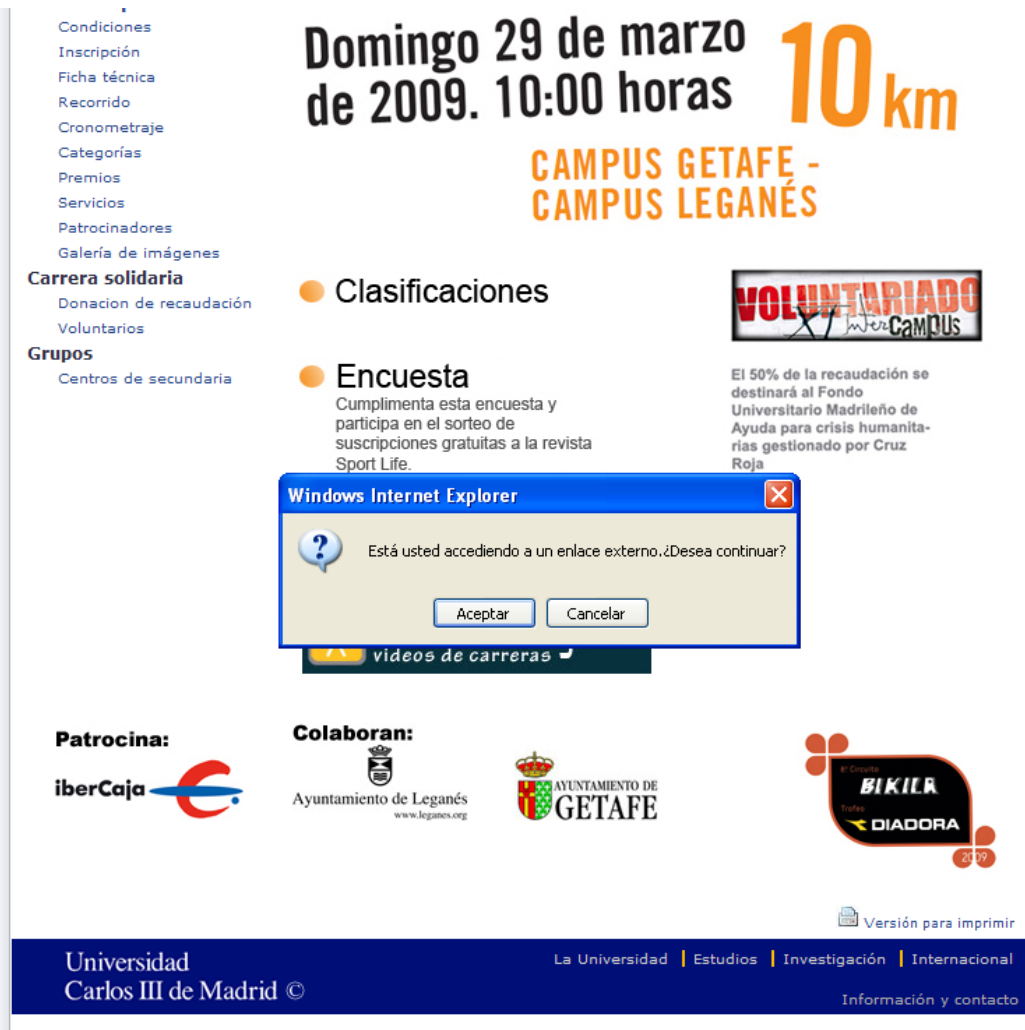 Condiciones
Inscripción
Ficha técnica
Recorrido
Cronometraje
Categorías
Premios
Servicios
Patrocinadores
Galería de imágenes
Carrera solidaria
Donacion de recaudación
Voluntarios
Grupos
Centros de secundaria
Domingo 29 de marzo
de 2009. 10:00 horas
10 km
CAMPUS GETAFE -
CAMPUS LEGANÉS
Clasificaciones
Encuesta
Cumplimenta esta encuesta y
participa en el sorteo de
suscripciones gratuitas a la revista
Sport Life.
VOLUNTARIADO
InterCamPUs
El 50% de la recaudación se
destinará al Fondo
Universitario Madrileño de
Ayuda para crisis humanita-
rias gestionado por Cruz
Roja
Windows Internet Explorer
Está usted accediendo a un enlace externo.¿Desea continuar?
Aceptar
Cancelar
videos de carreras
Patrocina:
iberCaja
Colaboran:
Ayuntamiento de Leganés
www.leganes.org
AYUNTAMIENTO DE
GETAFE
8º Circuito
BIKILA
Trofeo
DIADORA
2009
Versión para imprimir
Universidad
Carlos III de Madrid ©
La Universidad | Estudios | Investigación | Internacional
Información y contacto